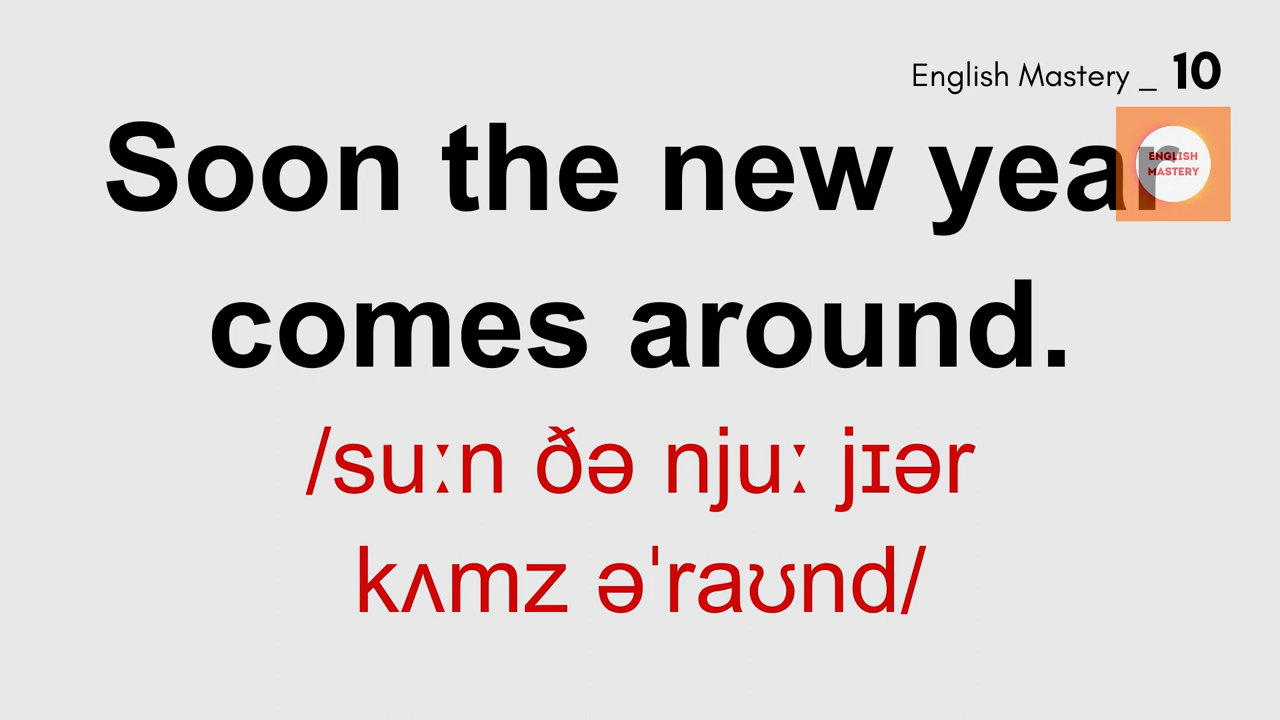 English Mastery _ 10
Soon the new year
ENGLISH
MASTERY
comes around.
/suːn ðə njuː jɪər
kʌmz əˈraʊnd/